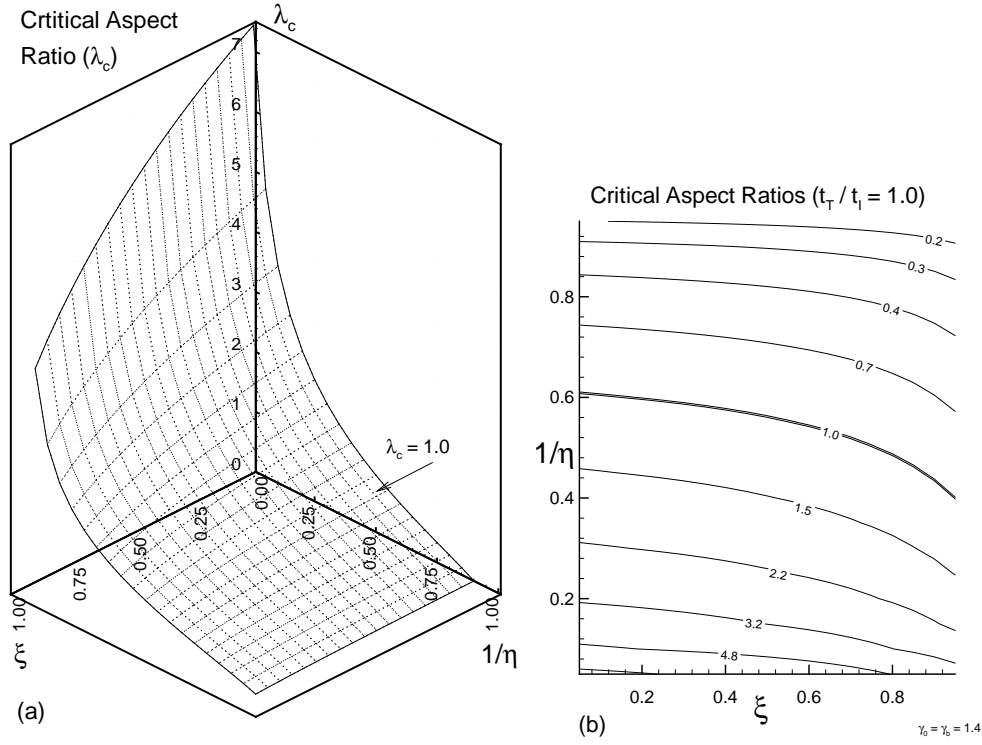 Crtitical Aspect
Ratio (λc)
λc
7
6
5
4
3
2
1
0
λc = 1.0
0.00
0.25
0.50
0.75
1.00
ξ
0.25
0.50
0.75
1.00
1/η
(a)
Critical Aspect Ratios (tT / tI = 1.0)
0.2
0.3
0.4
0.7
1.0
1.5
2.2
3.2
4.8
0.8
0.6
1/η
0.4
0.2
0.2
0.4
0.6
0.8
ξ
(b)
γ0 = γb = 1.4